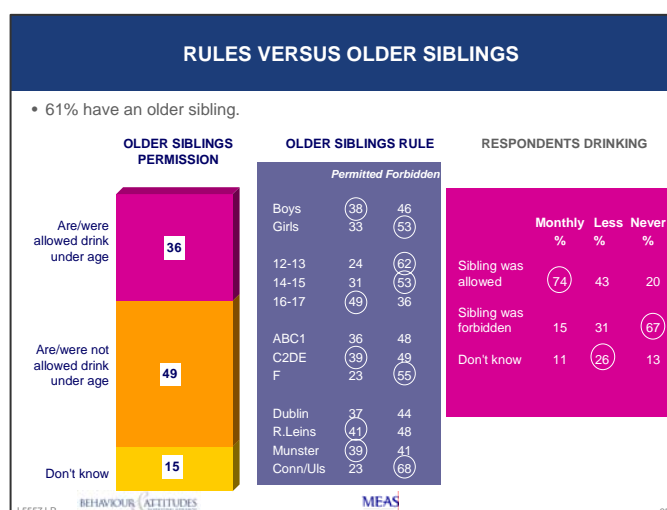 RULES VERSUS OLDER SIBLINGS
• 61% have an older sibling.
OLDER SIBLINGS
PERMISSION
Are/were
allowed drink
under age
36
Are/were not
allowed drink
under age
49
Don't know
15
OLDER SIBLINGS RULE
Permitted Forbidden
Boys 38 46
Girls 33 53
12-13 24 62
14-15 31 53
16-17 49 36
ABC1 36 48
C2DE 39 49
F 23 55
Dublin 37 44
R.Leins 41 48
Munster 39 41
Conn/Uls 23 68
RESPONDENTS DRINKING
Monthly Less Never
% % %
Sibling was
allowed 74 43 20
Sibling was
forbidden 15 31 67
Don't know 11 26 13
BEHAVIOUR ATTITUDES
MEAS